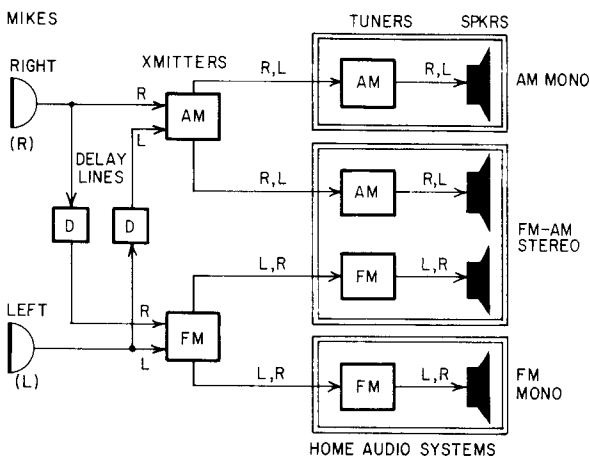 MIKES
TUNERS
SPKRS
RIGHT
XMITTERS
R,L
R,L
AM MONO
R
AM
AM
(R)
L
DELAY
LINES
R,L
R,L
AM
D
D
FM-AM
STEREO
L,R
L,R
FM
LEFT
R
FM
(L)
L
L,R
L,R
FM
FM
MONO
HOME AUDIO SYSTEMS